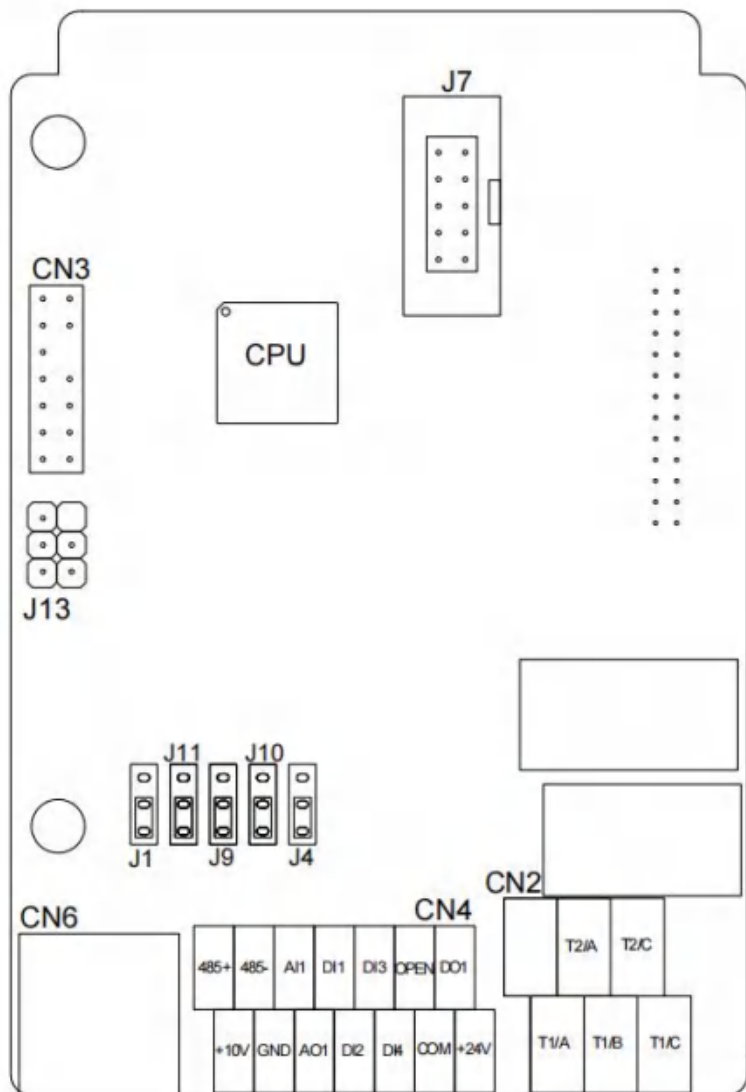 J7
CN3
CPU
J13
J11 J10
J1 J9 J4
CN2
CN6 CN4
485+ 485- AI1 DI1 DI3 OPEN DO1
T2/A T2/C
+10V GND AO1 DI2 DI4 COM +24V
T1/A T1/B T1/C